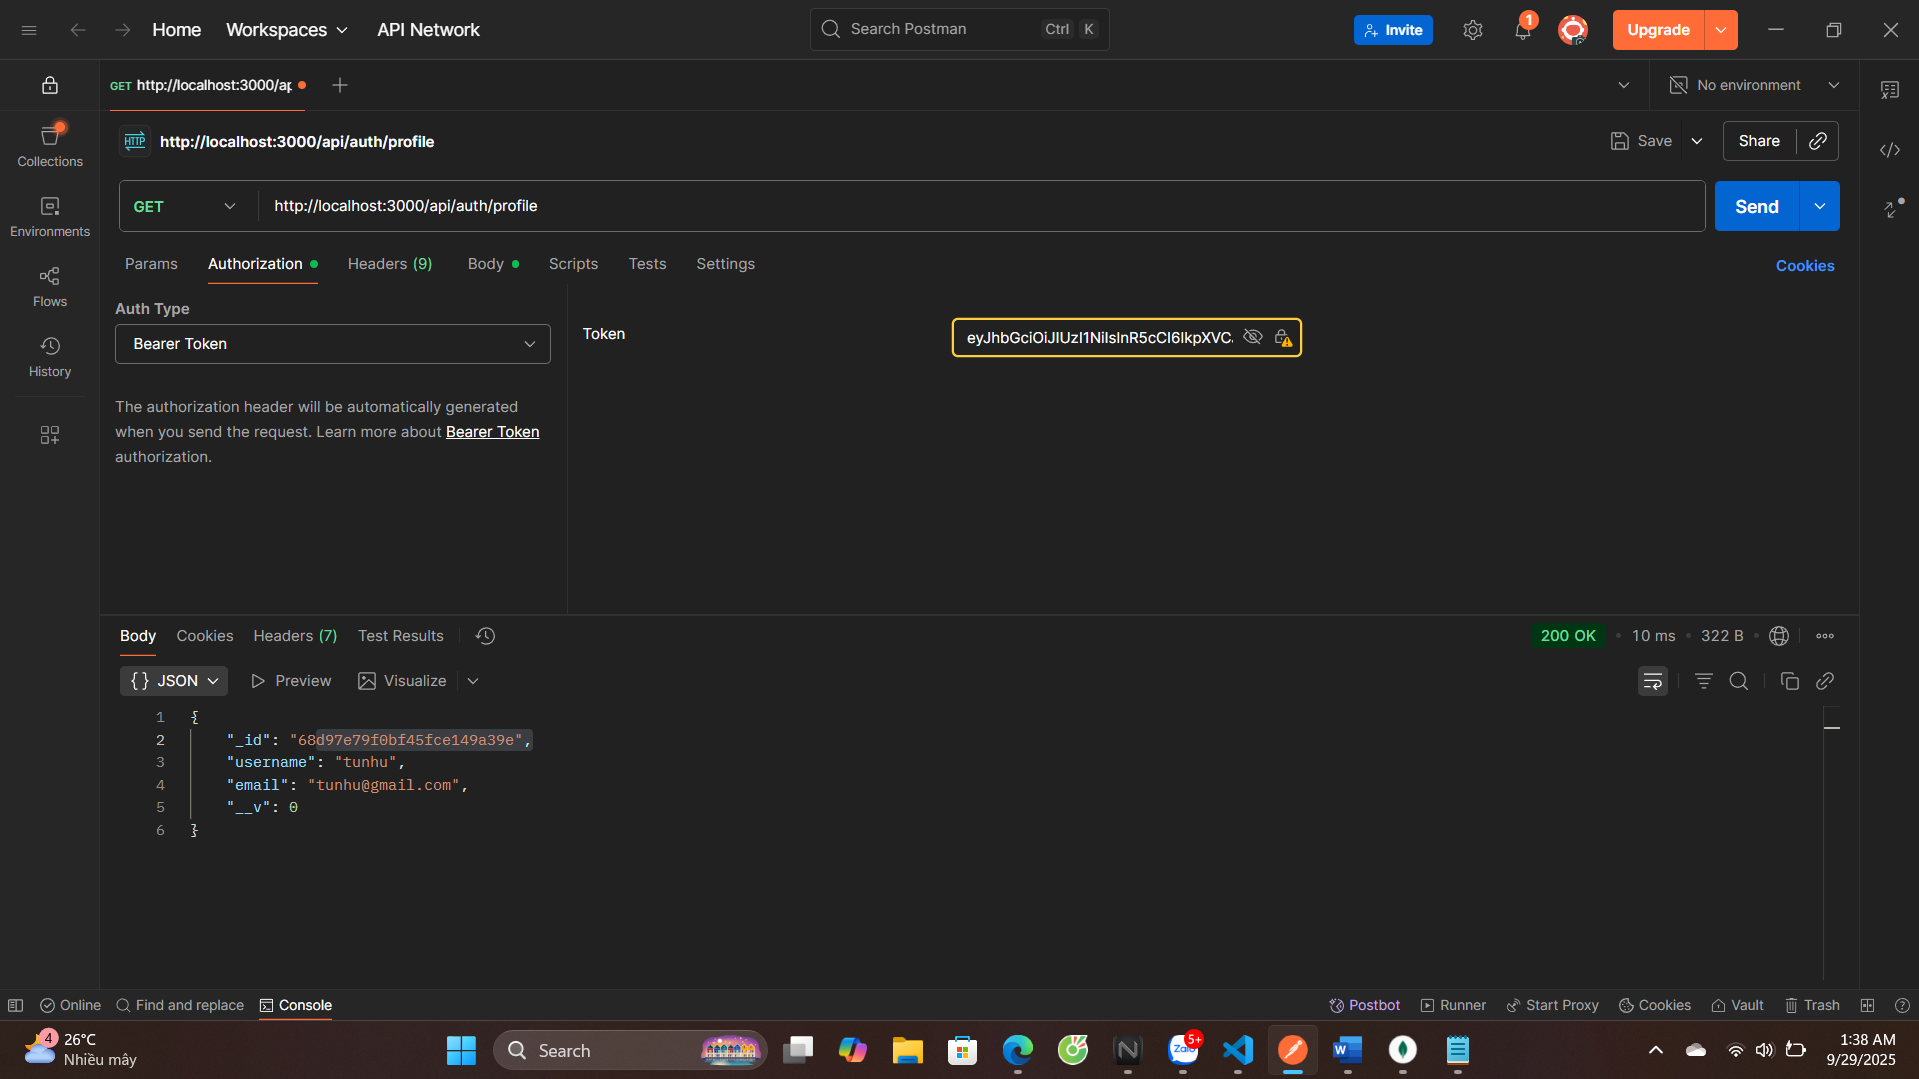 Home
Workspaces
API Network
Search Postman
Ctrl
K
Invite
1
Upgrade
GET http://localhost:3000/ap
No environment
Collections
Environments
Flows
History
HTTP
http://localhost:3000/api/auth/profile
Save
Share
GET
http://localhost:3000/api/auth/profile
Send
Params
Authorization
Headers (9)
Body
Scripts
Tests
Settings
Cookies
Auth Type
Bearer Token
The authorization header will be automatically generated
when you send the request. Learn more about Bearer Token
authorization.
Token
Body
Cookies
Headers (7)
Test Results
200 OK
10 ms
322 B
{} JSON
Preview
Visualize
1 {
2 "_id": "68d97e79f0bf45fce149a39e",
3 "username": "tunhu",
4 "email": "tunhu@gmail.com",
5 "__v": 0
6 }
Online
Find and replace
Console
Postbot
Runner
Start Proxy
Cookies
Vault
Trash
4
26°C
Nhiều mây
Search
Zalo
5+
W
1:38 AM
9/29/2025